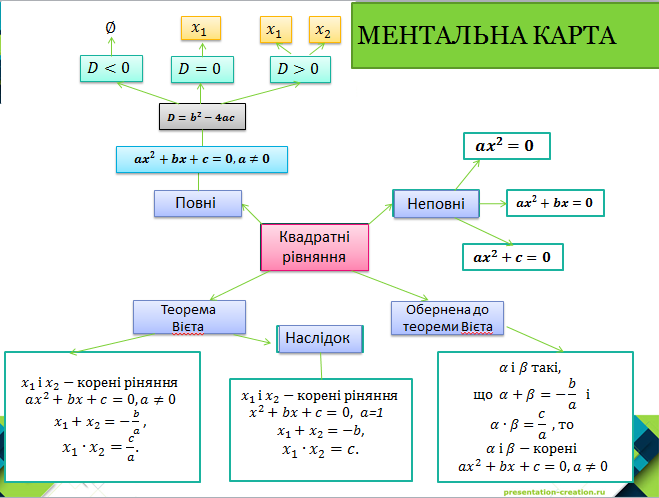 МЕНТАЛЬНА КАРТА
∅
x₁
x₁
x₂
D < 0
D = 0
D > 0
D = b² − 4ac
ax² + bx + c = 0, a ≠ 0
Повні
Неповні
ax² = 0
ax² + bx = 0
ax² + c = 0
Квадратні
рівняння
Теорема
Вієта
Наслідок
Обернена до
теореми Вієта
x₁ і x₂ − корені ріняння
ax² + bx + c = 0, a ≠ 0
x₁ + x₂ = −b/a,
x₁ · x₂ = c/a.
x₁ і x₂ − корені ріняння
x² + bx + c = 0, a=1
x₁ + x₂ = −b,
x₁ · x₂ = c.
α і β такі,
що α + β = −b/a і
α · β = c/a, то
α і β − корені
ax² + bx + c = 0, a ≠ 0
presentation-creation.ru